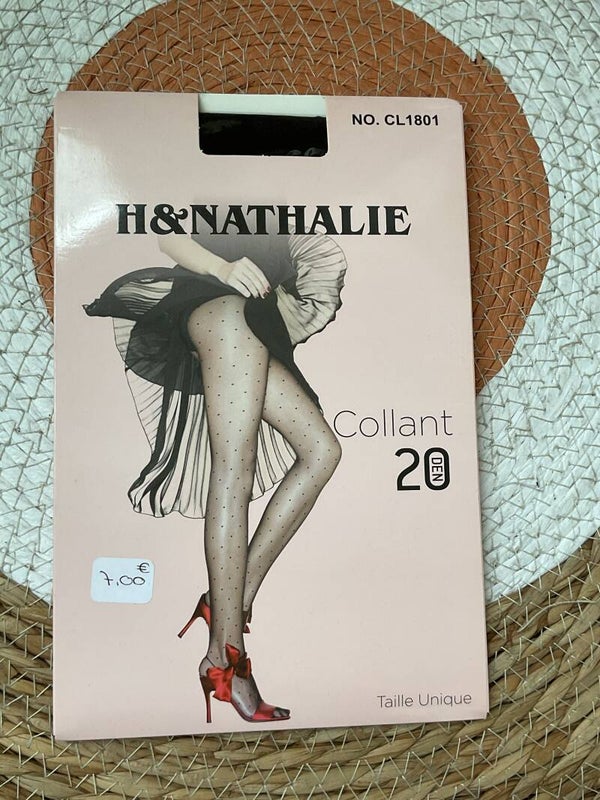 NO. CL1801
H&NATHALIE
Collant
20 DEN
7,00 €
Taille Unique